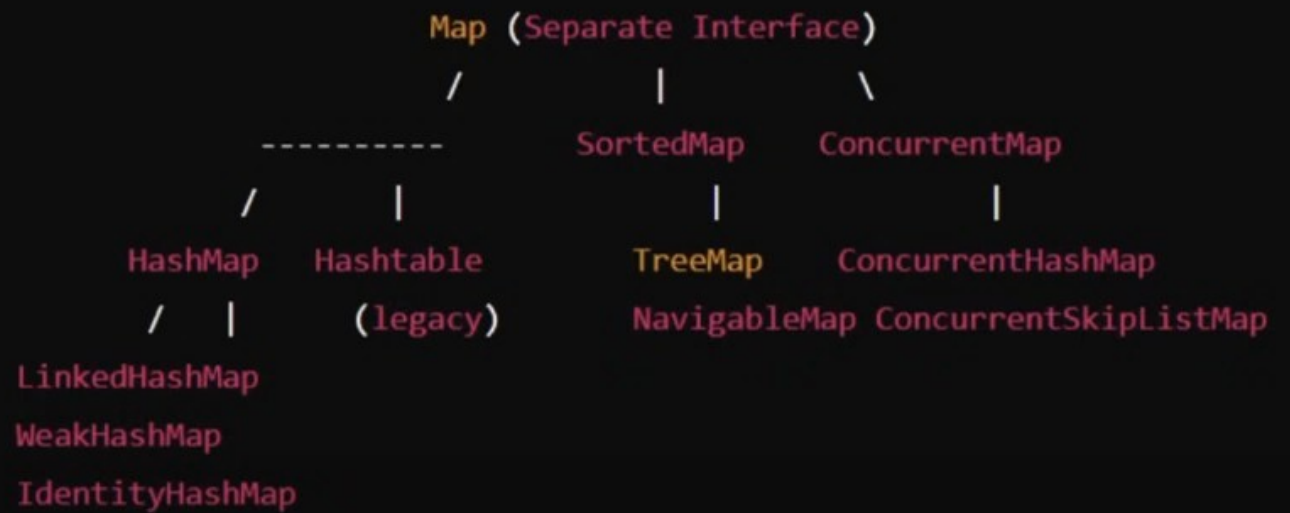 Map (Separate Interface)
/ | \
---------- SortedMap ConcurrentMap
/ | | |
HashMap Hashtable TreeMap ConcurrentHashMap
/ | (legacy) NavigableMap ConcurrentSkipListMap
LinkedHashMap
WeakHashMap
IdentityHashMap